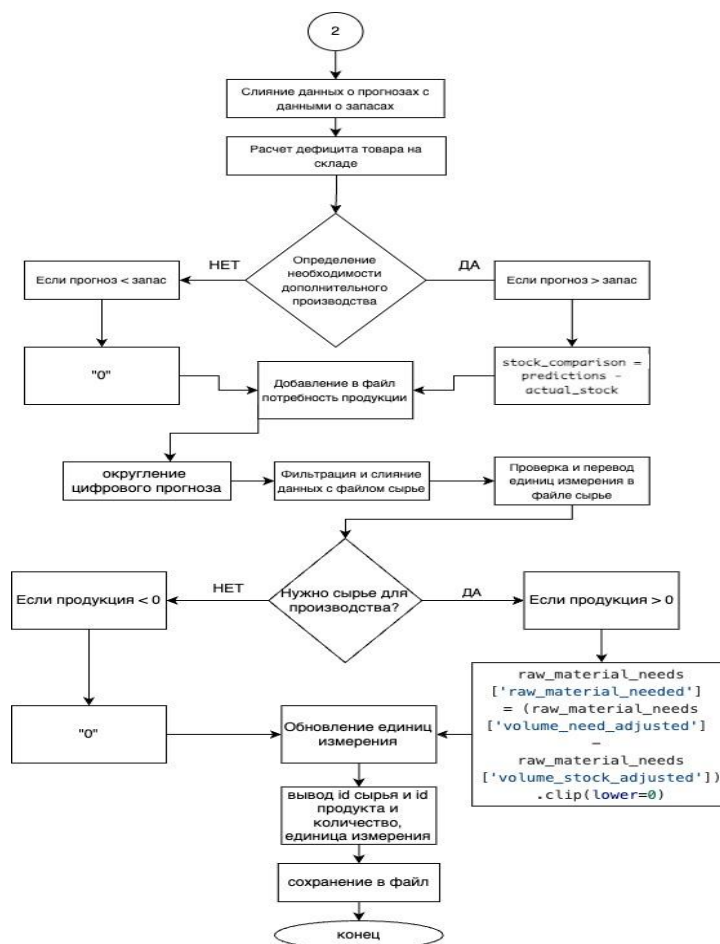 2
Слияние данных о прогнозах с
данными о запасах
Расчет дефицита товара на
складе
Определение
необходимости
дополнительного
производства
НЕТ
ДА
Если прогноз < запас
Если прогноз > запас
"0"
stock_comparison =
predictions -
actual_stock
Добавление в файл
потребность продукции
округление
цифрового прогноза
Фильтрация и слияние
данных с файлом сырье
Проверка и перевод
единиц измерения в
файле сырье
Нужно сырье для
производства?
НЕТ
ДА
Если продукция < 0
Если продукция > 0
"0"
raw_material_needs
['raw_material_needed']
= (raw_material_needs
['volume_need_adjusted']
-
raw_material_needs
['volume_stock_adjusted'])
.clip(lower=0)
Обновление единиц
измерения
вывод id сырья и id
продукта и
количество,
единица измерения
сохранение в файл
конец